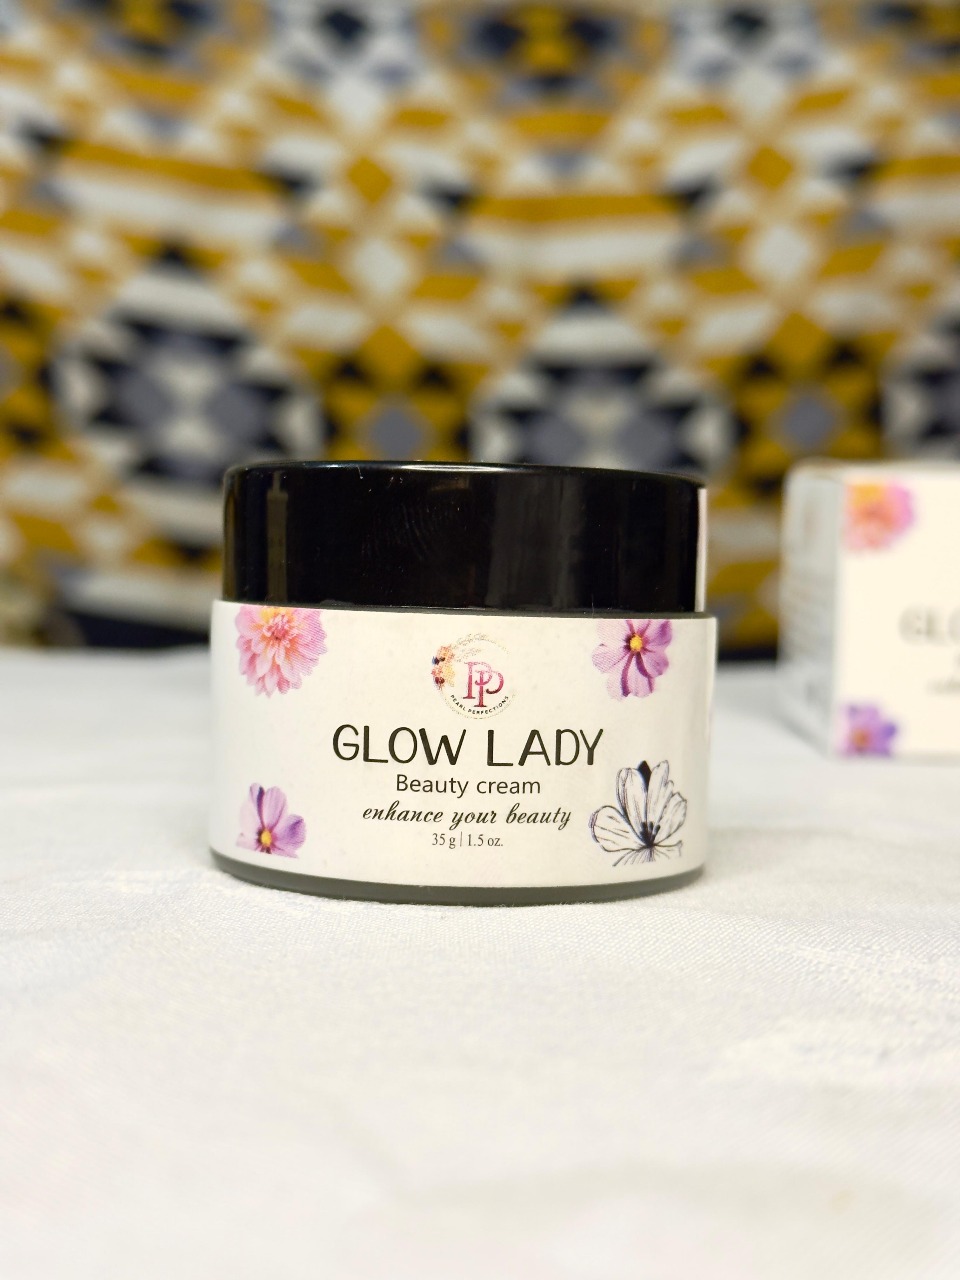 PP
PEARL PERFECTIONS
GLOW LADY
Beauty cream
enhance your beauty
35 g | 1.5 oz.